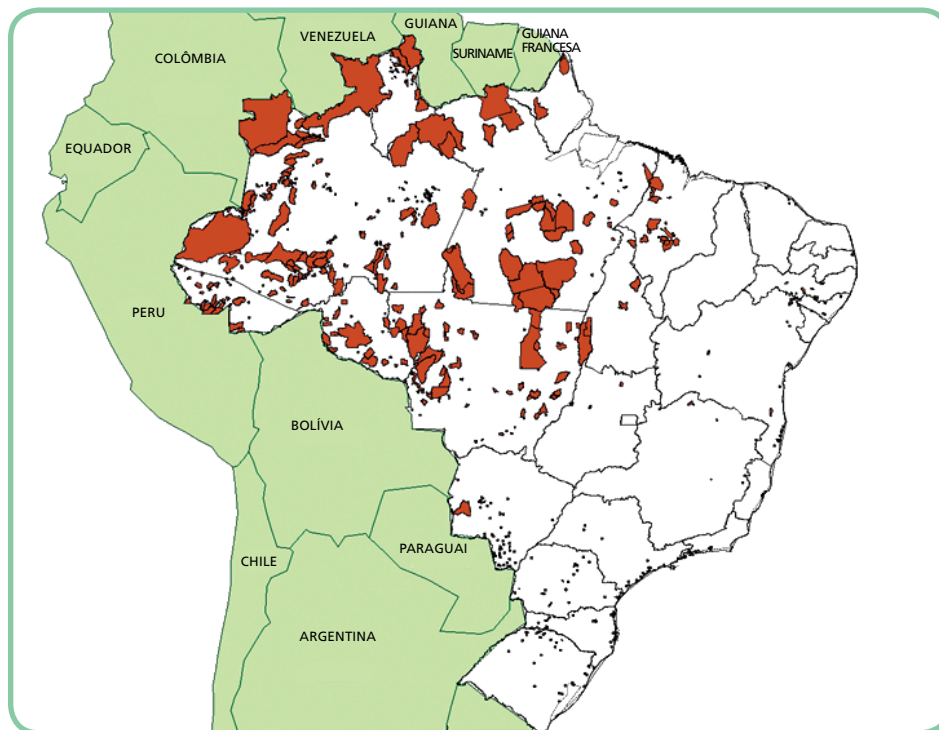 GUIANA
VENEZUELA
GUIANA
FRANCESA
SURINAME
COLÔMBIA
EQUADOR
PERU
BOLÍVIA
PARAGUAI
CHILE
ARGENTINA